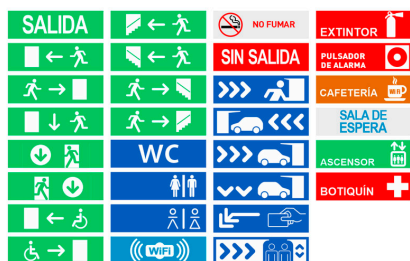 SALIDA
NO FUMAR
SIN SALIDA
WC
WiFi
EXTINTOR
PULSADOR
DE ALARMA
CAFETERÍA
SALA DE
ESPERA
ASCENSOR
BOTIQUÍN